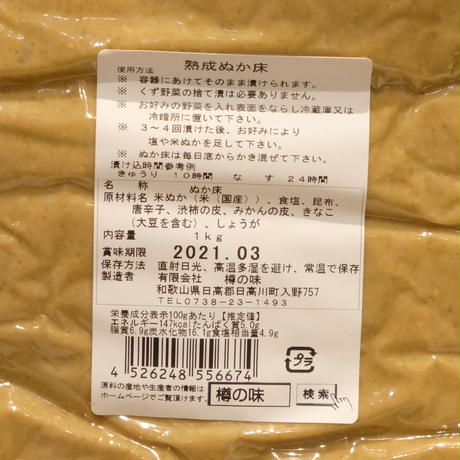 熟成ぬか床
使用方法
※ 容器にあけてそのまま漬けられます。
※ くず野菜の捨て漬は必要ありません。
※ お好みの野菜を入れ表面をならし冷蔵庫又は
冷暗所に置いて下さい。
※ 3～4回漬けた後、お好みにより
塩や米ぬかを足して下さい。
※ ぬか床は毎日底からかき混ぜて下さい。
漬け込時間参考例
きゅうり 10時間 なす 24時間
名称 ぬか床
原材料名 米ぬか(米(国産))、食塩、昆布、
唐辛子、渋柿の皮、みかんの皮、きなこ
(大豆を含む)、しょうが
内容量 1kg
賞味期限 2021.03
保存方法 直射日光、高温多湿を避け、常温で保存
製造者 有限会社 樽の味
和歌山県日高郡日高川町入野757
TEL0738-23-1493
栄養成分表示100gあたり【推定値】
エネルギー147kcal たんぱく質5.0g
脂質6.9g炭水化物16.1g食塩相当量4.9g
プラ
4 526248 556674
原料の産地や生産者の情報は
ホームページでご覧頂けます。
樽の味 検索